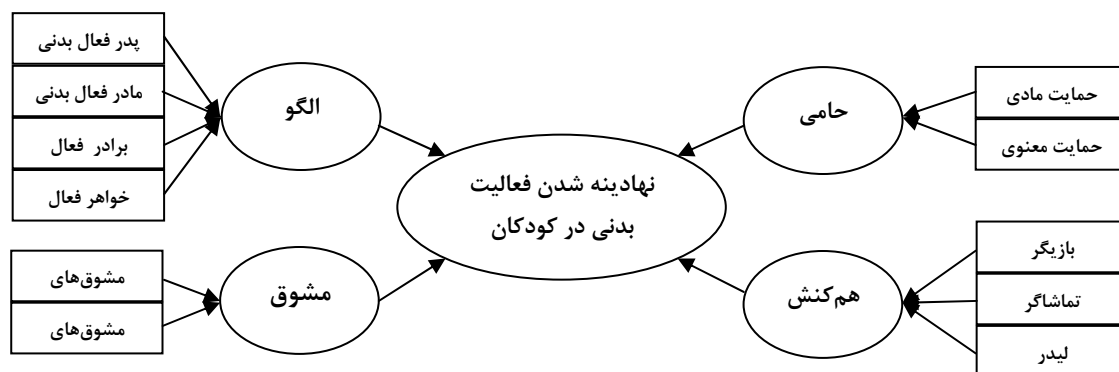 پدر فعال بدنی
مادر فعال بدنی
برادر فعال
خواهر فعال
الگو
مشوق‌های
مشوق‌های
مشوق
نهادینه شدن فعالیت
بدنی در کودکان
حامی
حمایت مادی
حمایت معنوی
هم‌کنش
بازیگر
تماشاگر
لیدر